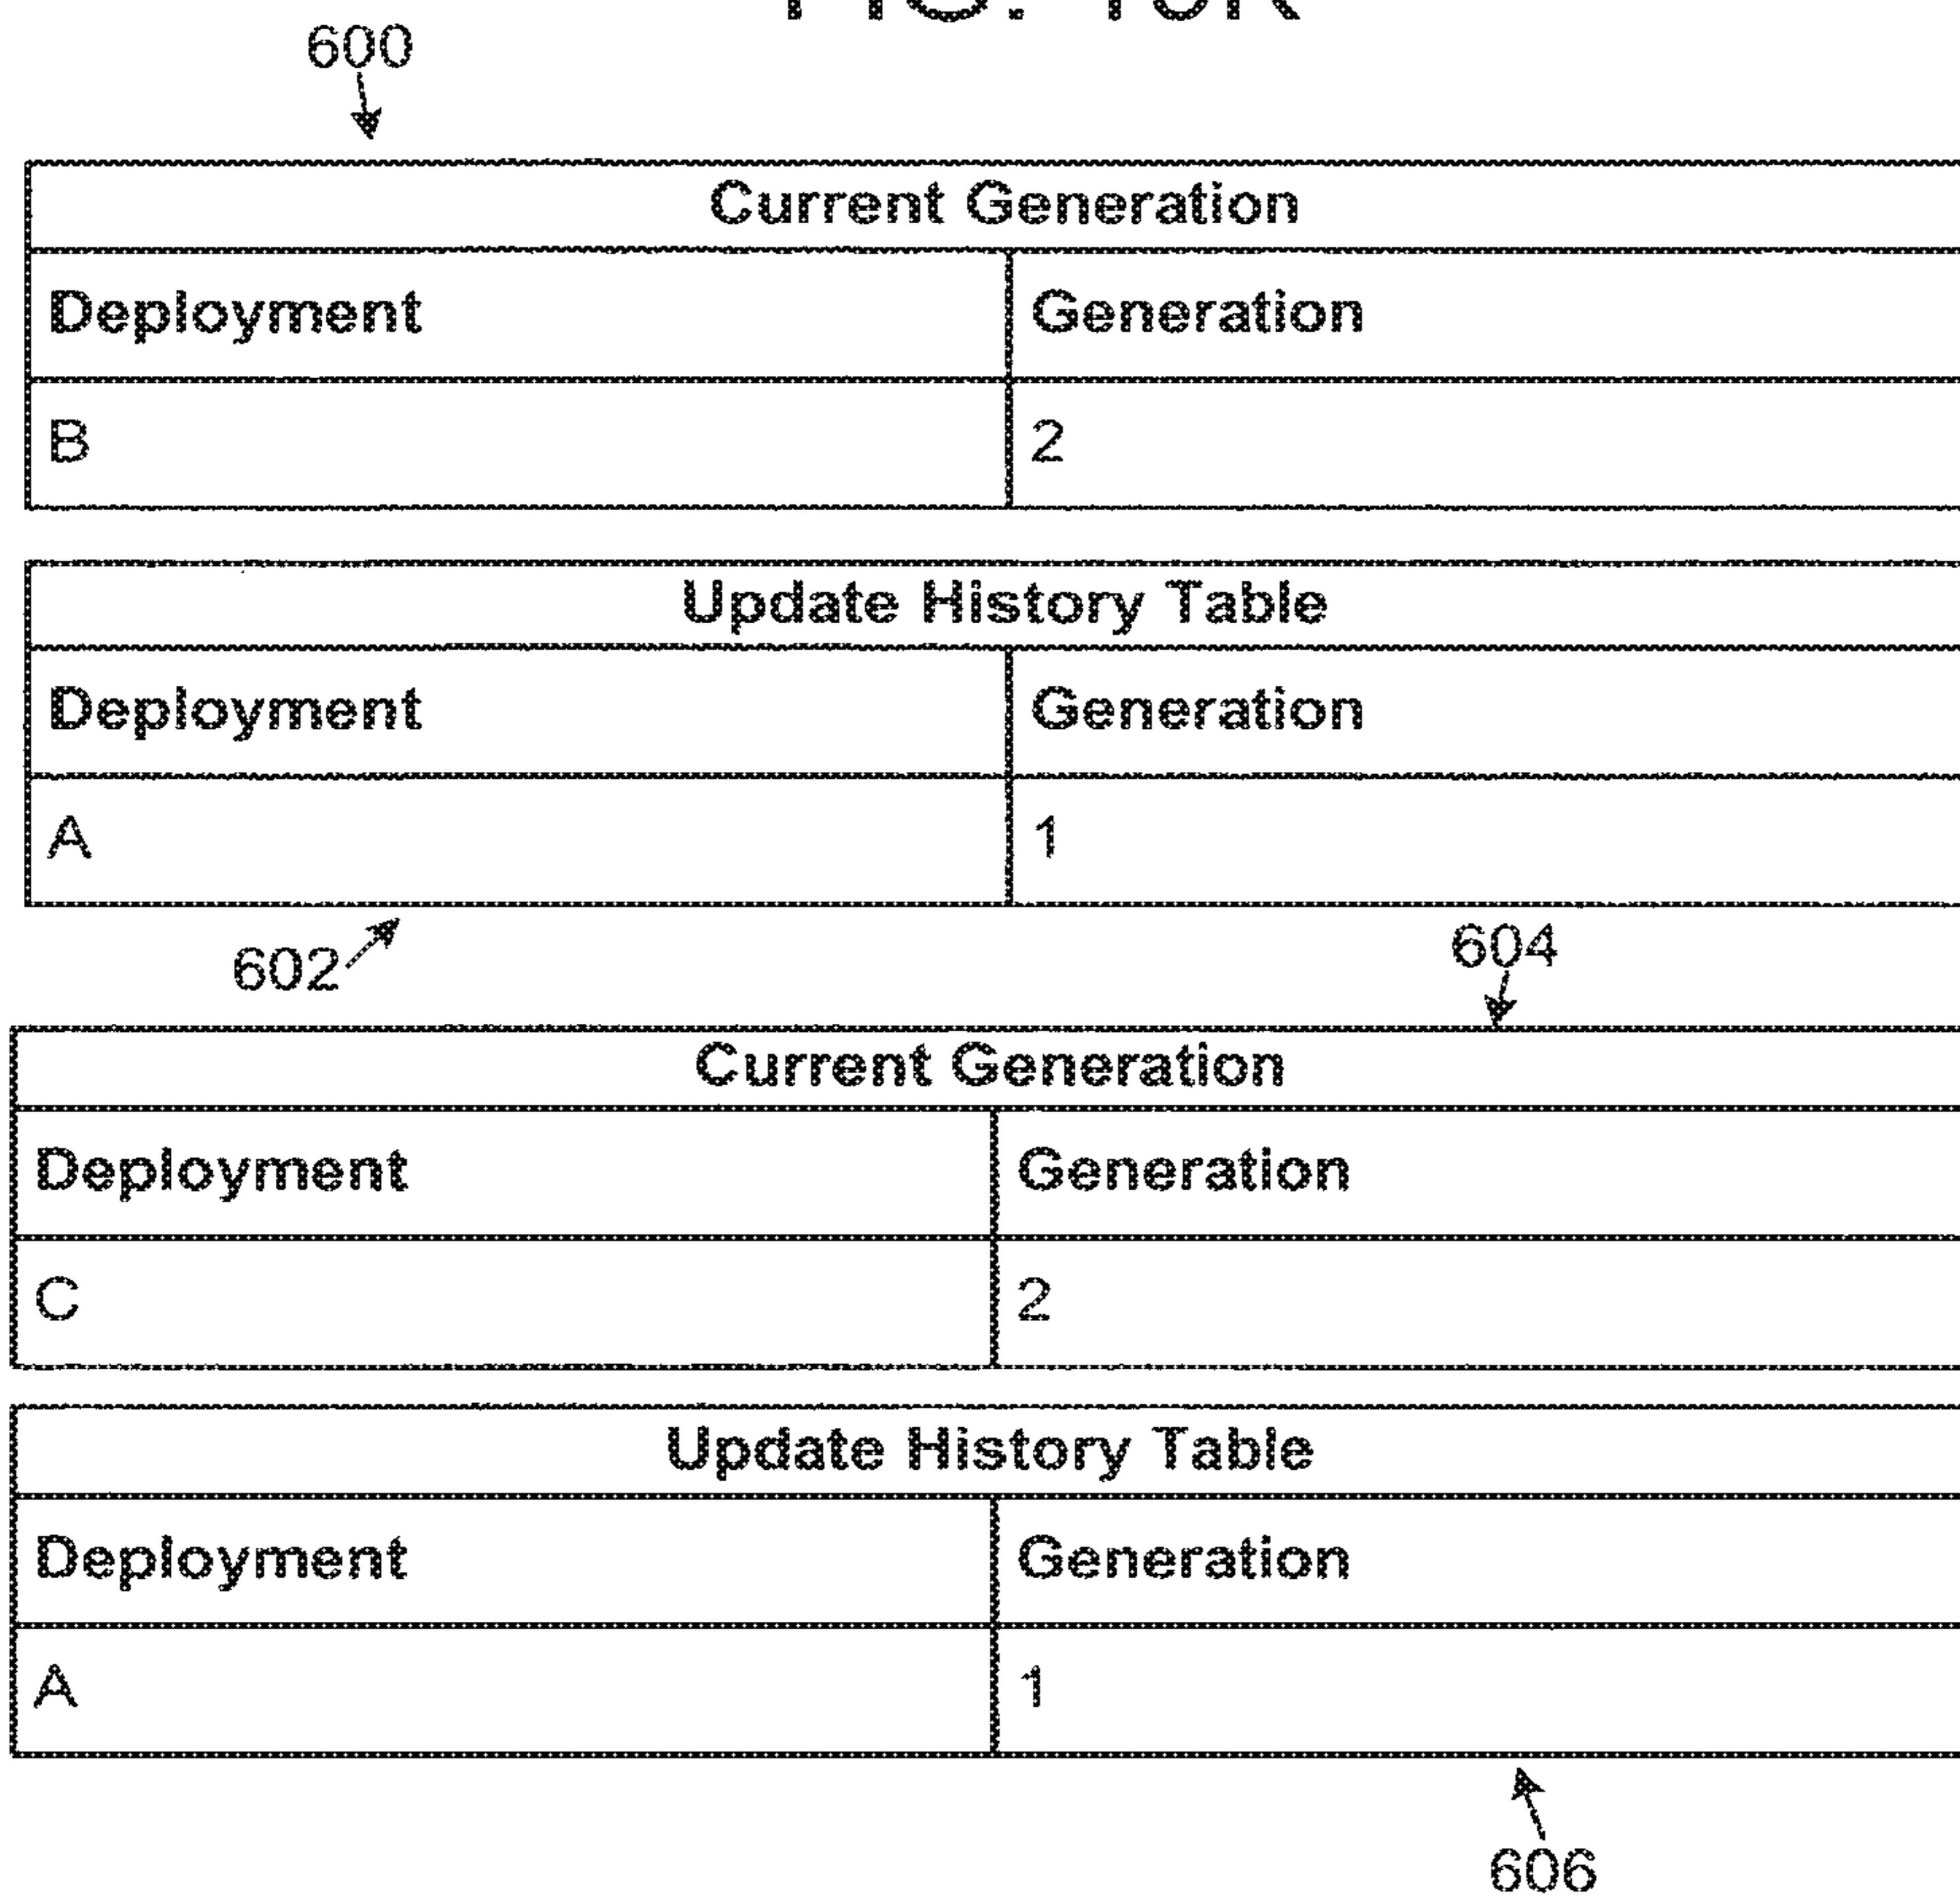 600
Current Generation
Deployment Generation
B 2
Update History Table
Deployment Generation
A 1
602
604
Current Generation
Deployment Generation
C 2
Update History Table
Deployment Generation
A 1
606